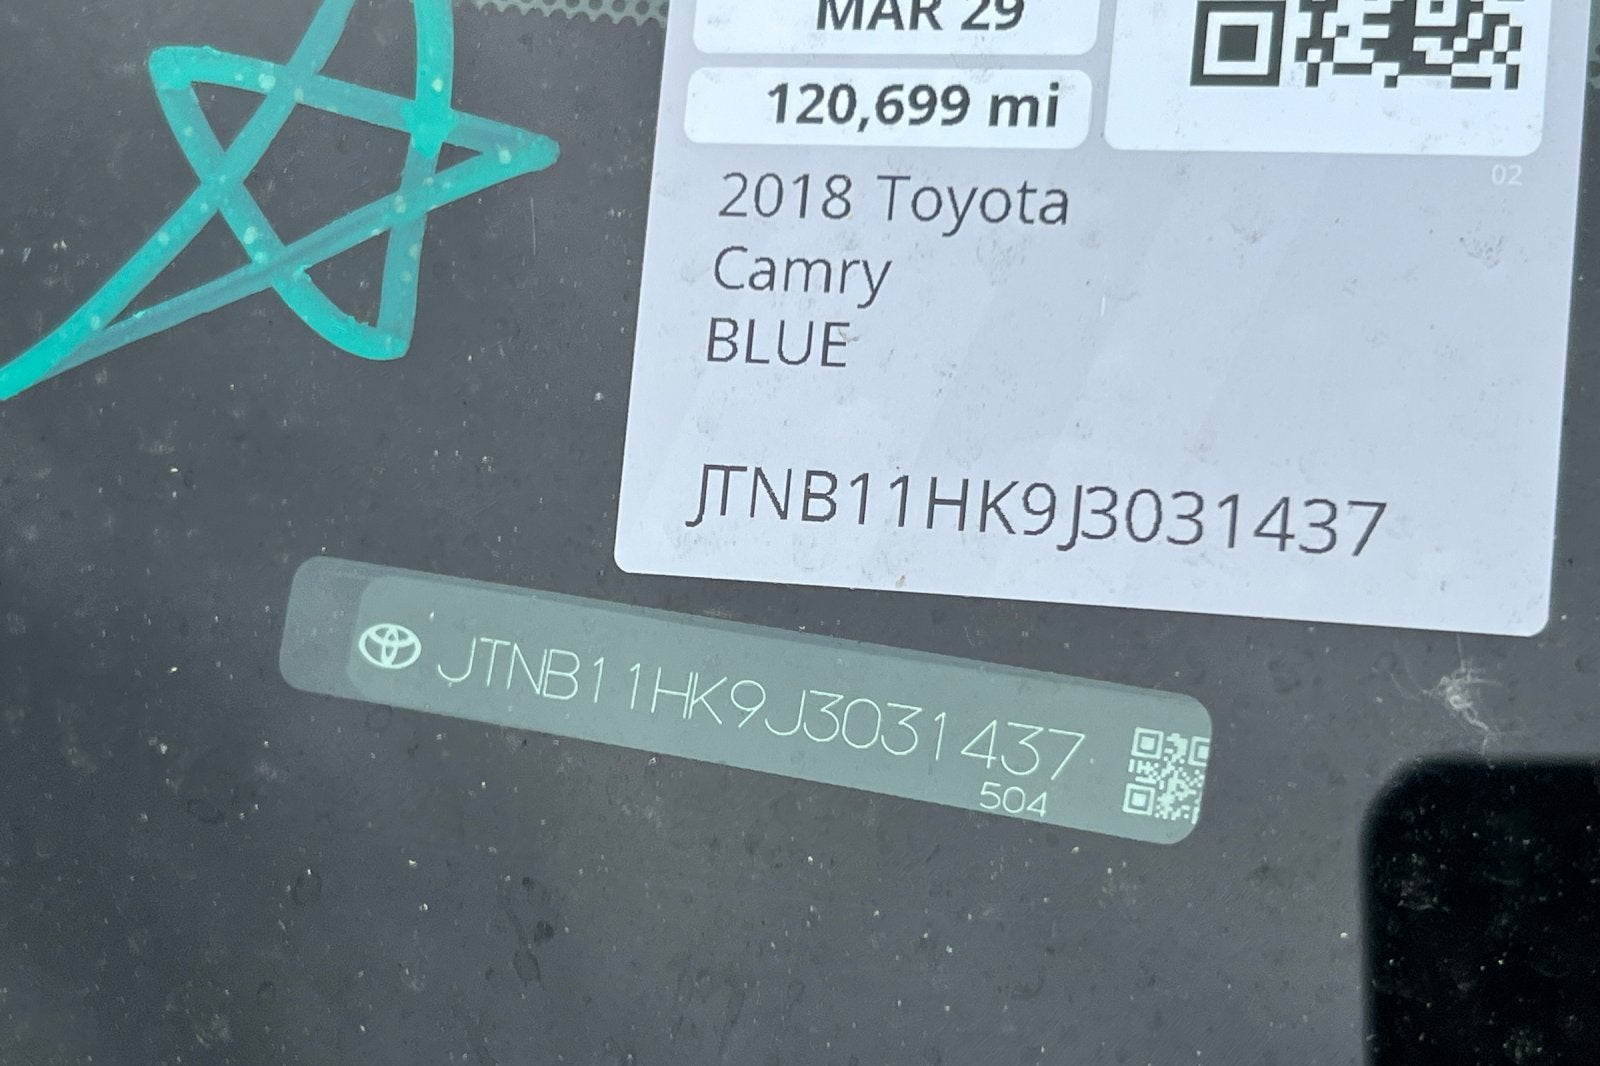 MAR 29
120,699 mi
02
2018 Toyota
Camry
BLUE
JTNB11HK9J3031437
JTNB11HK9J3031437
504